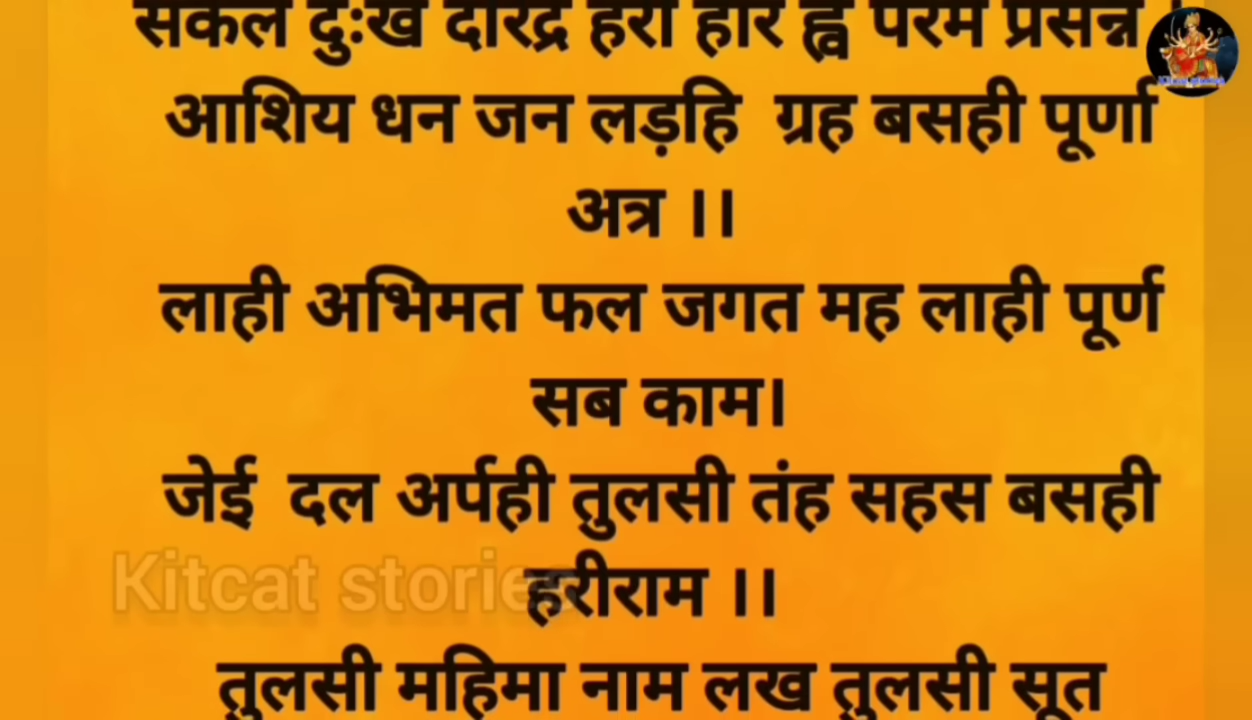 सकल दुःख दारिद्र हरी हरि ह्वे परम प्रसन्न ।
आशिय धन जन लड़हि ग्रह बसही पूर्णा
अत्र ।।
लाही अभिमत फल जगत मह लाही पूर्ण
सब काम।
जेई दल अर्पही तुलसी तंह सहस बसही
हरीराम ।।
Kitcat stories
तुलसी महिमा नाम लख तुलसी सूत